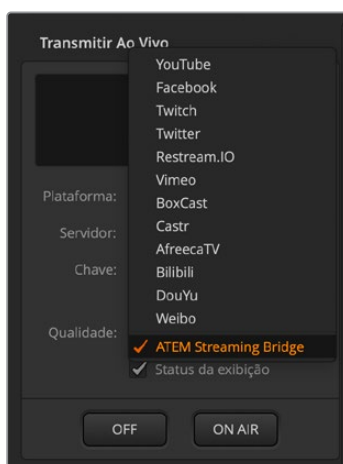 Transmitir Ao Vivo
YouTube
Facebook
Twitch
Twitter
Restream.IO
Vimeo
BoxCast
Castr
AfreecaTV
Bilibili
DouYu
Weibo
ATEM Streaming Bridge
Plataforma:
Servidor:
Chave:
Qualidade:
Status da exibição
OFF ON AIR